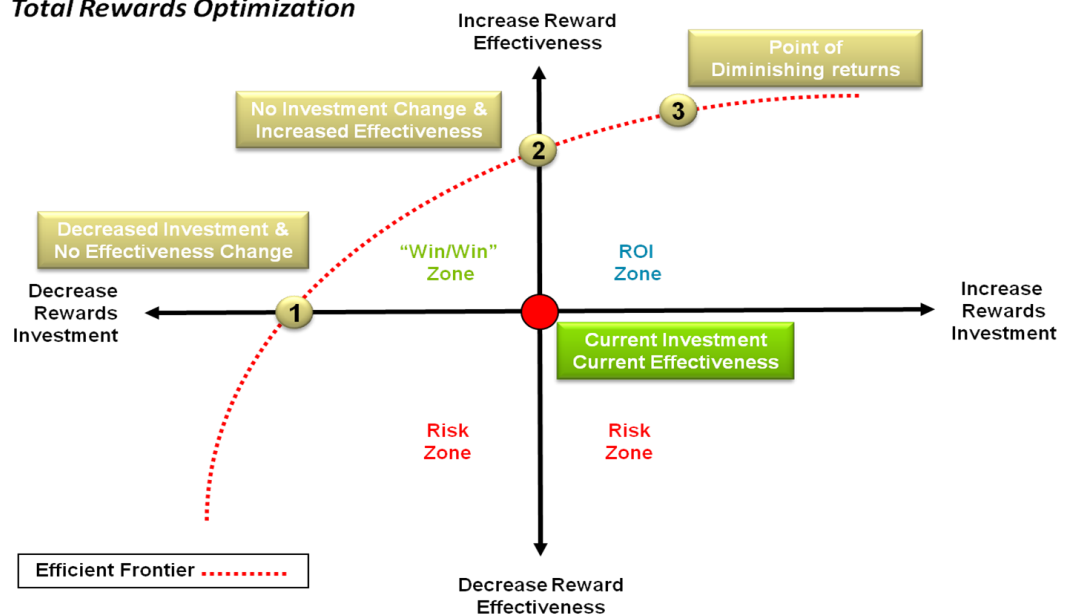 Total Rewards Optimization
Increase Reward
Effectiveness
Point of
Diminishing returns
3
No Investment Change &
Increased Effectiveness
2
Decreased Investment &
No Effectiveness Change
"Win/Win"
Zone
ROI
Zone
Decrease
Rewards
Investment
1
Increase
Rewards
Investment
Current Investment
Current Effectiveness
Risk
Zone
Risk
Zone
Efficient Frontier
Decrease Reward
Effectiveness